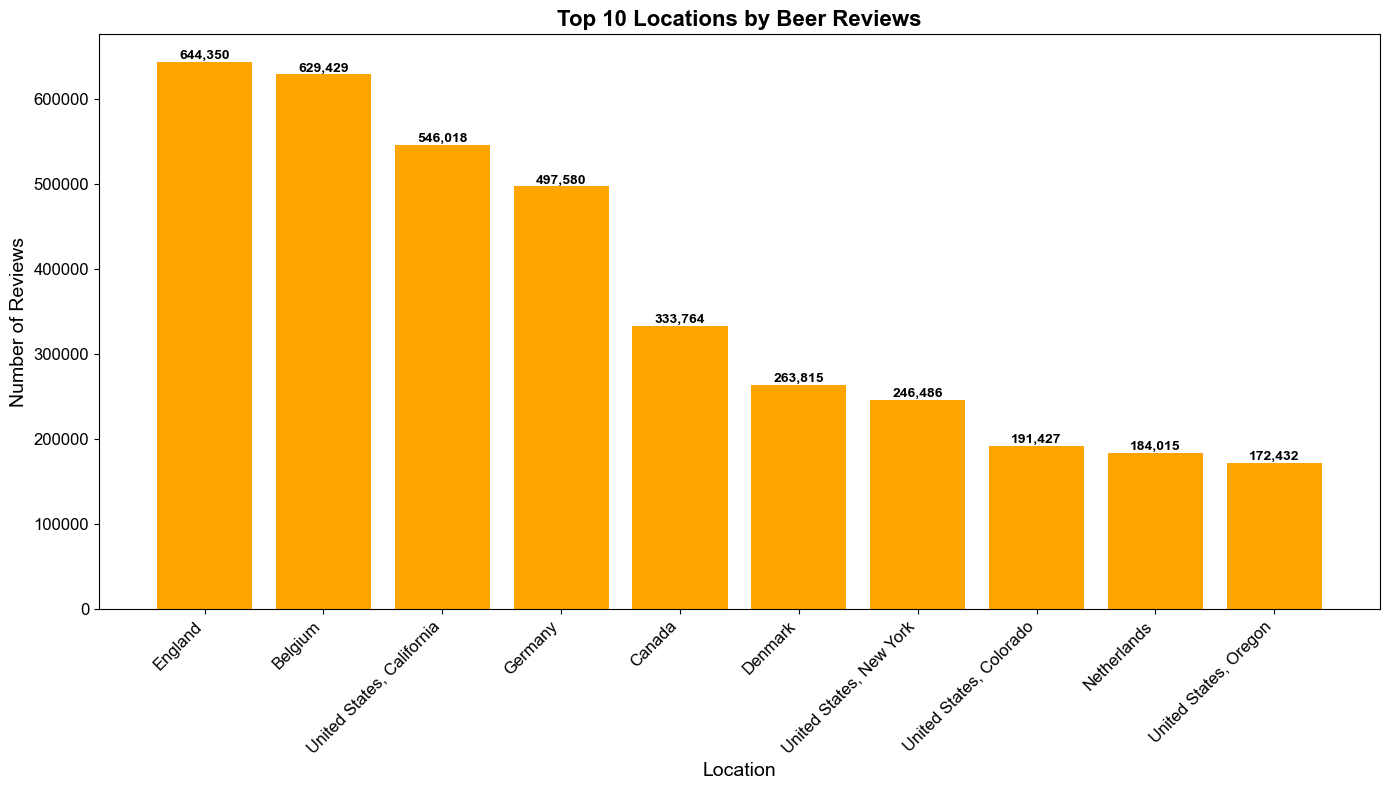 Top 10 Locations by Beer Reviews
Number of Reviews
600000
500000
400000
300000
200000
100000
0
644,350
629,429
546,018
497,580
333,764
263,815
246,486
191,427
184,015
172,432
England
Belgium
United States, California
Germany
Canada
Denmark
United States, New York
United States, Colorado
Netherlands
United States, Oregon
Location